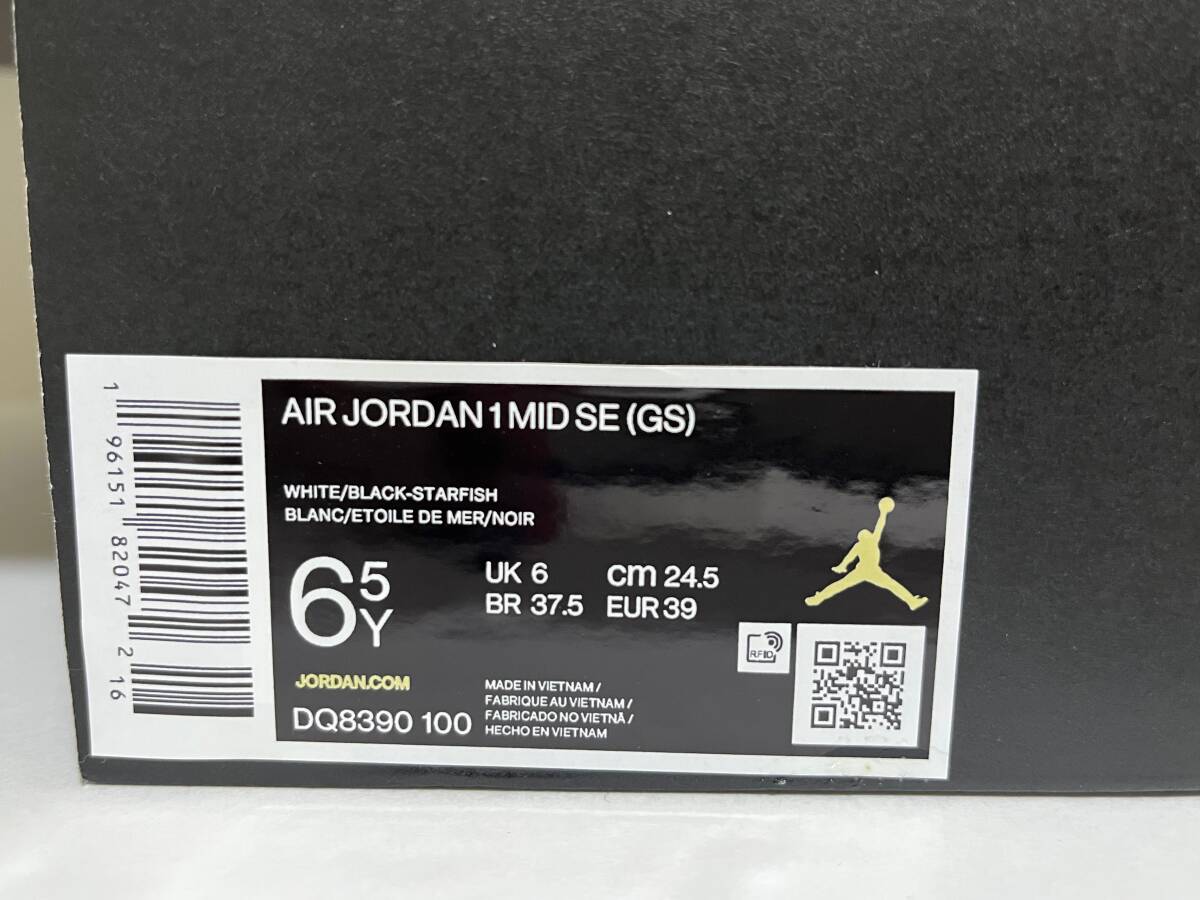 1 96151 82047 2 16
AIR JORDAN 1 MID SE (GS)
WHITE/BLACK-STARFISH
BLANC/ETOILE DE MER/NOIR
6 5 Y
UK 6 cm 24.5
BR 37.5 EUR 39
RFID
JORDAN.COM
DQ8390 100
MADE IN VIETNAM /
FABRIQUE AU VIETNAM /
FABRICADO NO VIETNÃ /
HECHO EN VIETNAM